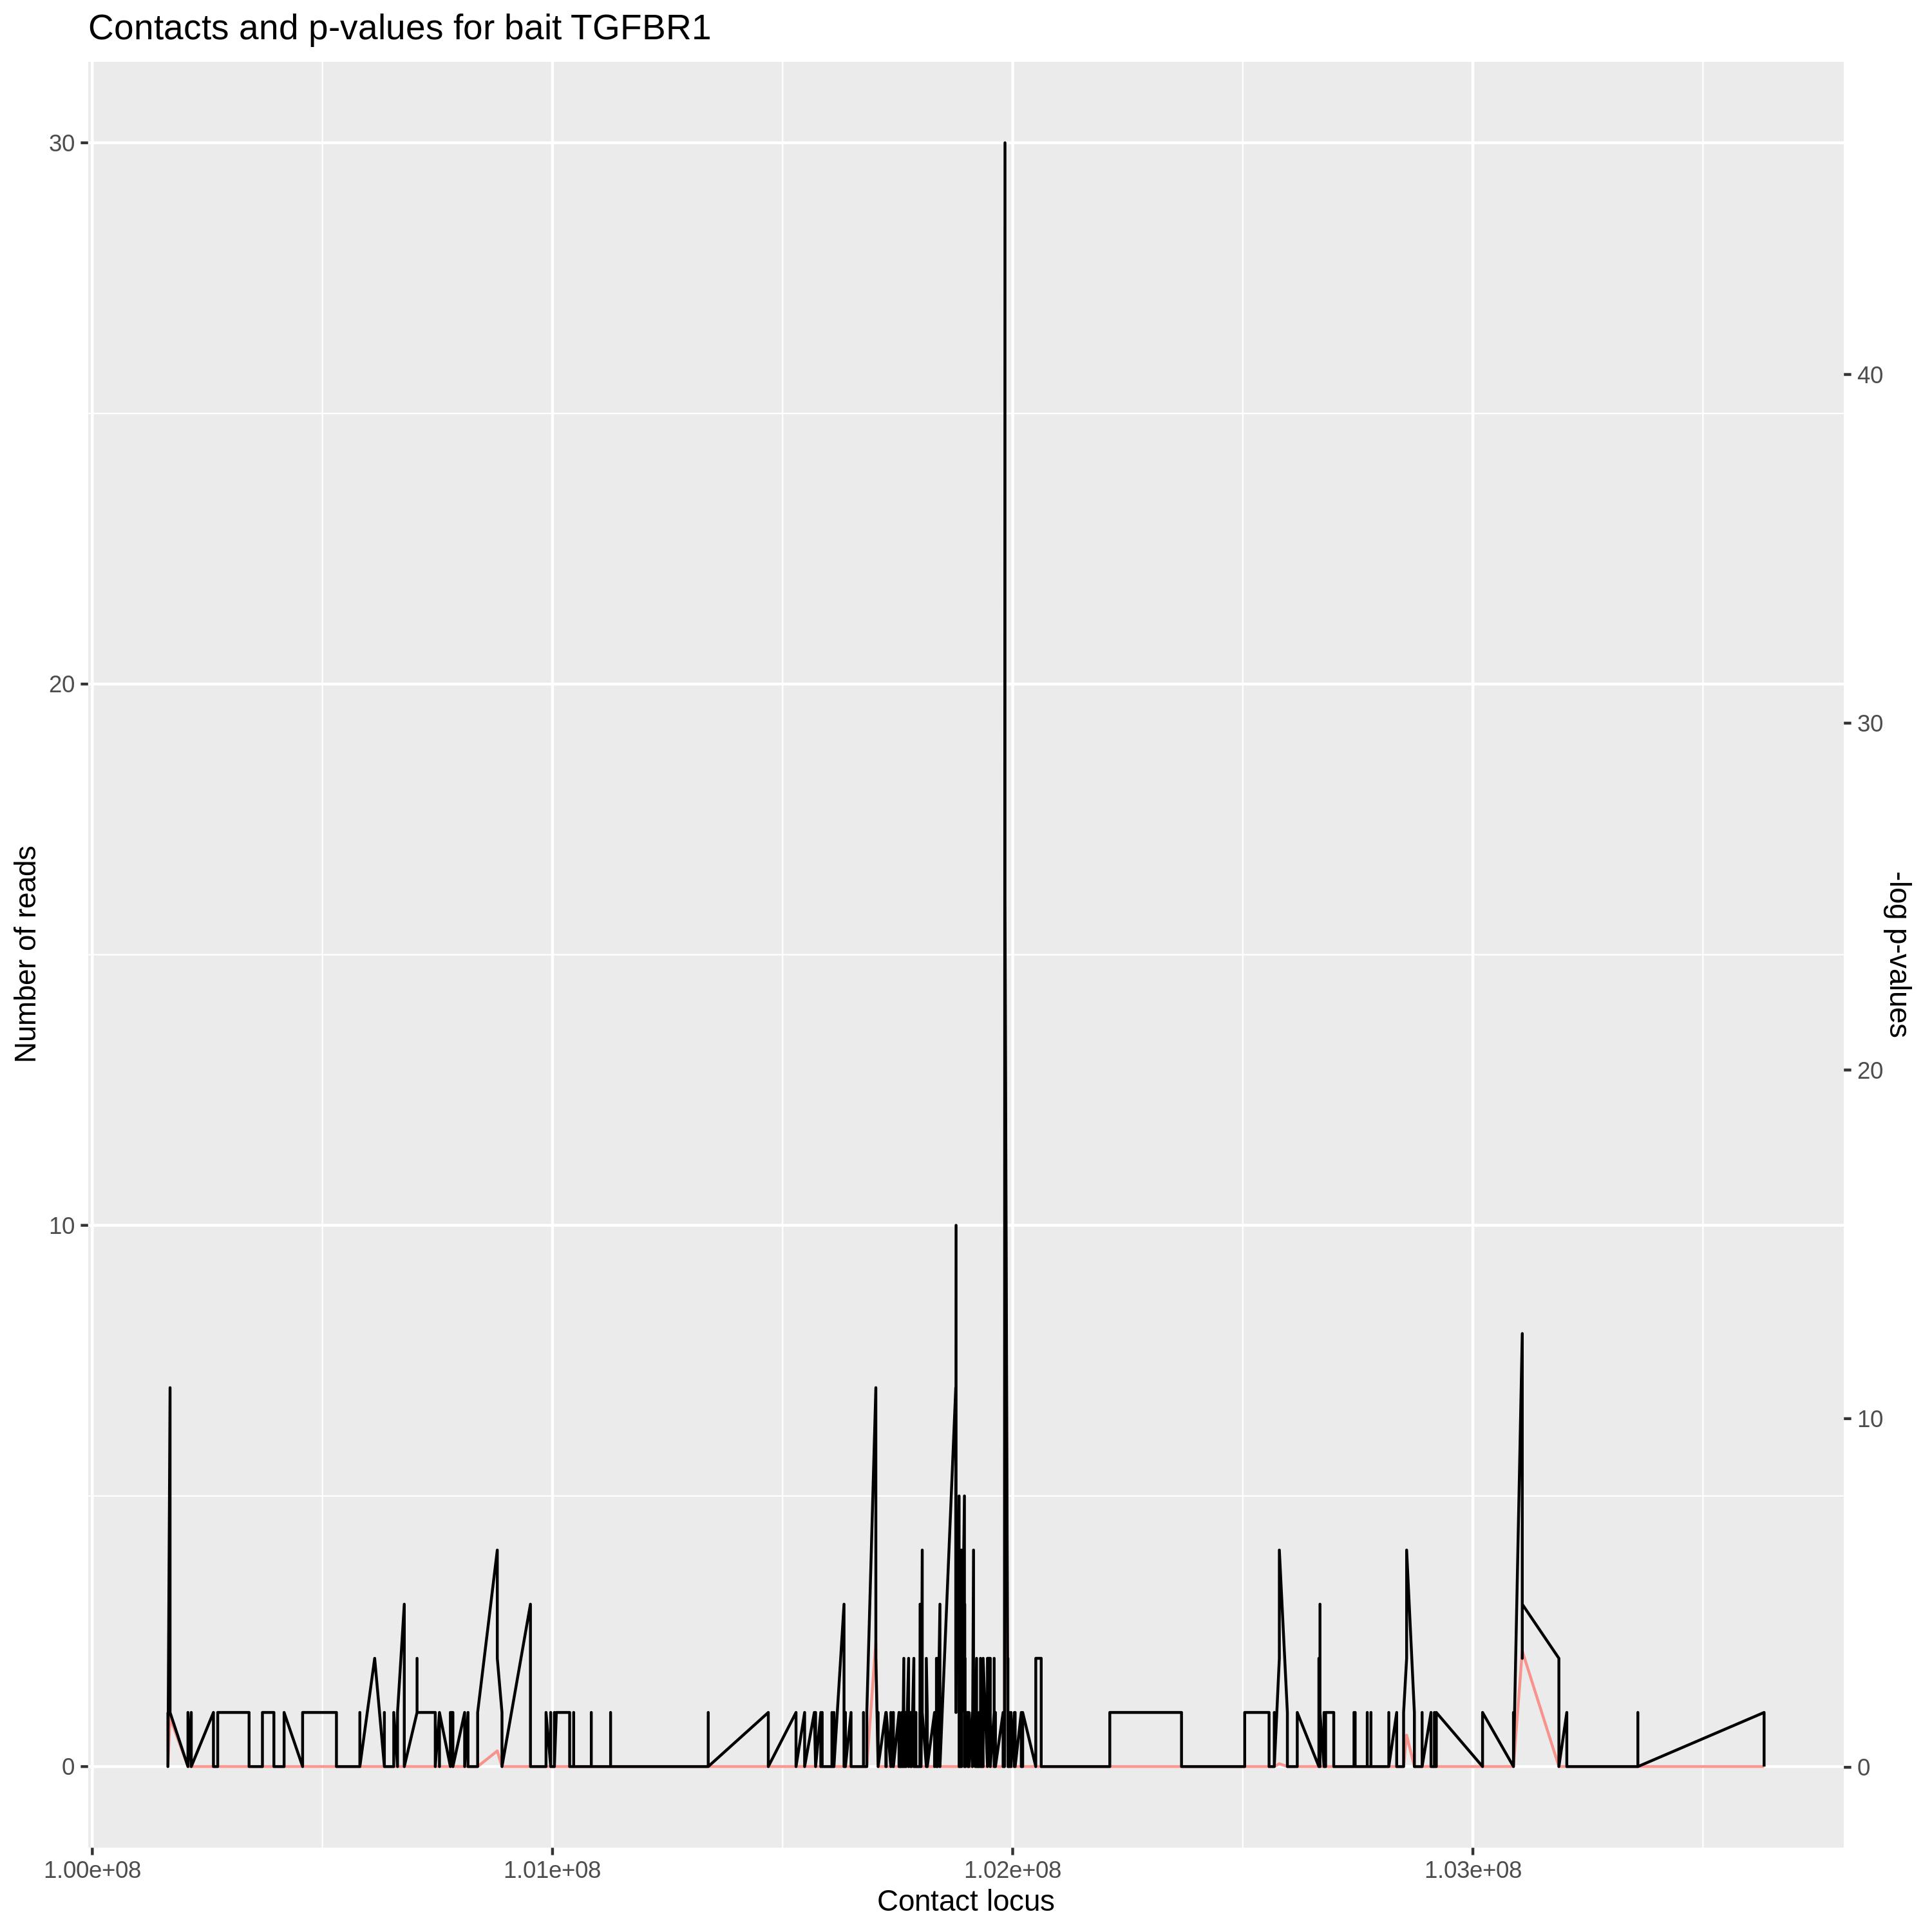 Contacts and p-values for bait TGFBR1
30
20
10
0
Number of reads
40
30
20
10
0
-log p-values
1.00e+08 1.01e+08 1.02e+08 1.03e+08
Contact locus